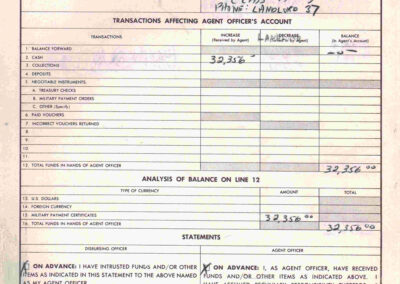 PHONE: LANDLORD 27
TRANSACTIONS AFFECTING AGENT OFFICER'S ACCOUNT
TRANSACTIONS INCREASE (Received by Agent) DECREASE BALANCE (In Agent's Account)
1 BALANCE FORWARD -0-
2 CASH 32,356
3 COLLECTIONS
4 DEPOSITS
5 NEGOTIABLE INSTRUMENTS
A. TREASURY CHECKS
B. MILITARY PAYMENT ORDERS
C. OTHER (Specify)
6 PAID VOUCHERS
7 INCORRECT VOUCHERS RETURNED
8
9
10
11
12. TOTAL FUNDS IN HANDS OF AGENT OFFICER 32,356 00
ANALYSIS OF BALANCE ON LINE 12
TYPE OF CURRENCY AMOUNT TOTAL
13. U.S. DOLLARS
14. FOREIGN CURRENCY
15. MILITARY PAYMENT CERTIFICATES 32,356 00
16. TOTAL FUNDS IN HANDS OF AGENT OFFICER 32,356 00
STATEMENTS
DISBURSING OFFICER AGENT OFFICER
X ON ADVANCE: I HAVE INTRUSTED FUNDS AND/OR OTHER X ON ADVANCE: I, AS AGENT OFFICER, HAVE RECEIVED
ITEMS AS INDICATED IN THIS STATEMENT TO THE ABOVE NAMED FUNDS AND/OR OTHER ITEMS AS INDICATED ABOVE. I
AS MY AGENT OFFICER